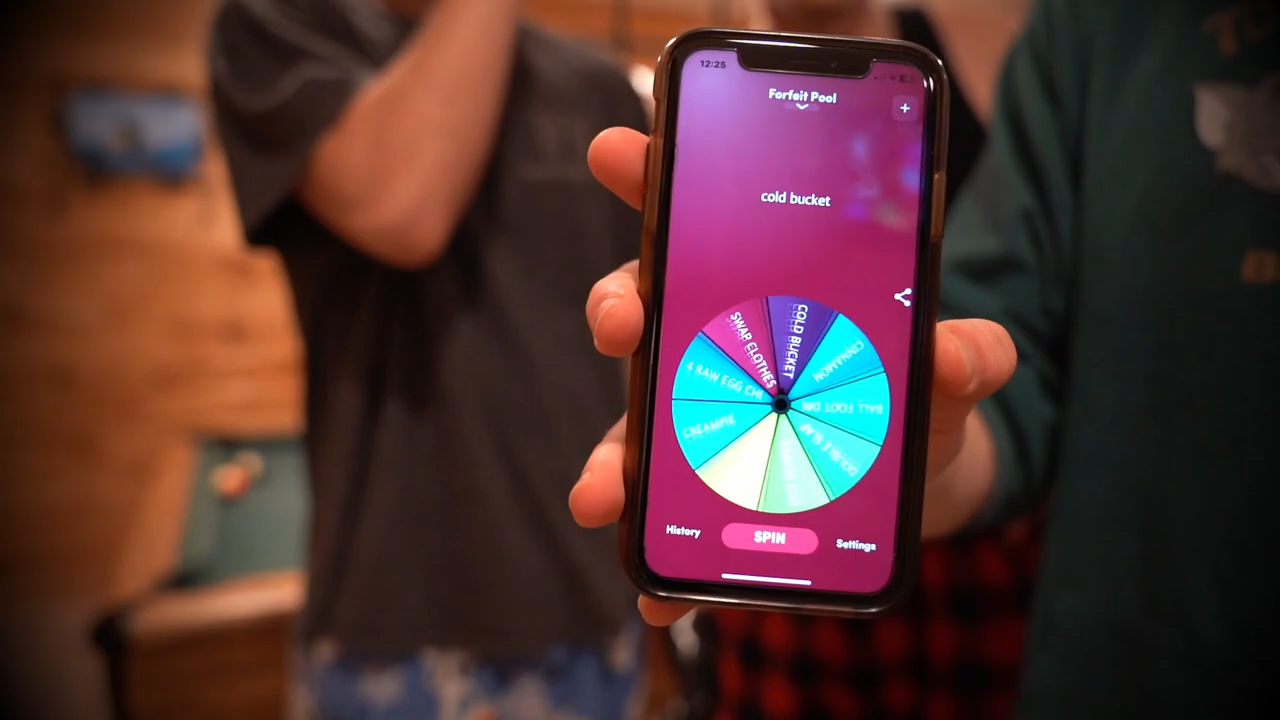 12:25
Forfeit Pool
+
cold bucket
SWAP CLOTHES
COLD BUCKET
CINNAMON
4 RAW EGG CH
BALL FOOT
CREAMPIE
DOUBLE SLAP
History
SPIN
Settings